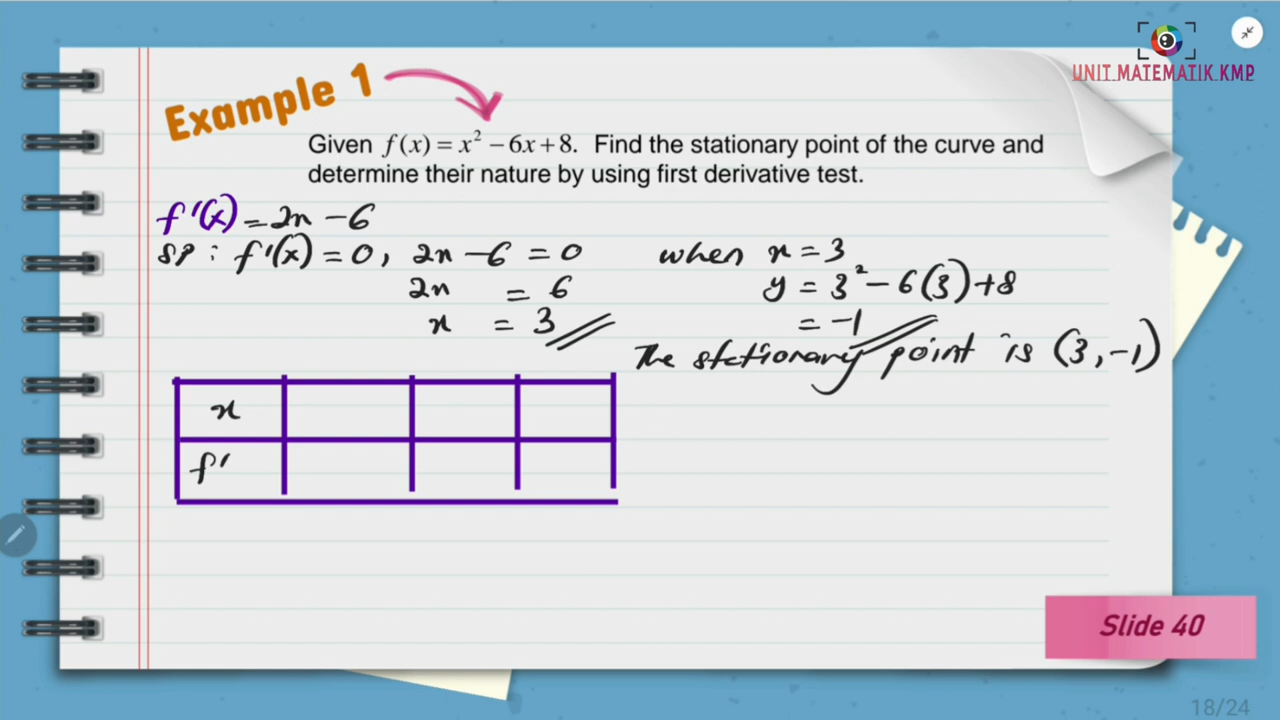 UNIT.MATEMATIK.KMP
Example 1
Given f(x) = x² − 6x + 8. Find the stationary point of the curve and
determine their nature by using first derivative test.
f'(x) = 2x − 6
SP : f'(x) = 0, 2x − 6 = 0
2x = 6
x = 3
when x = 3
y = 3² − 6(3) + 8
= −1
The stationary point is (3, −1)
x
f'
Slide 40
18/24